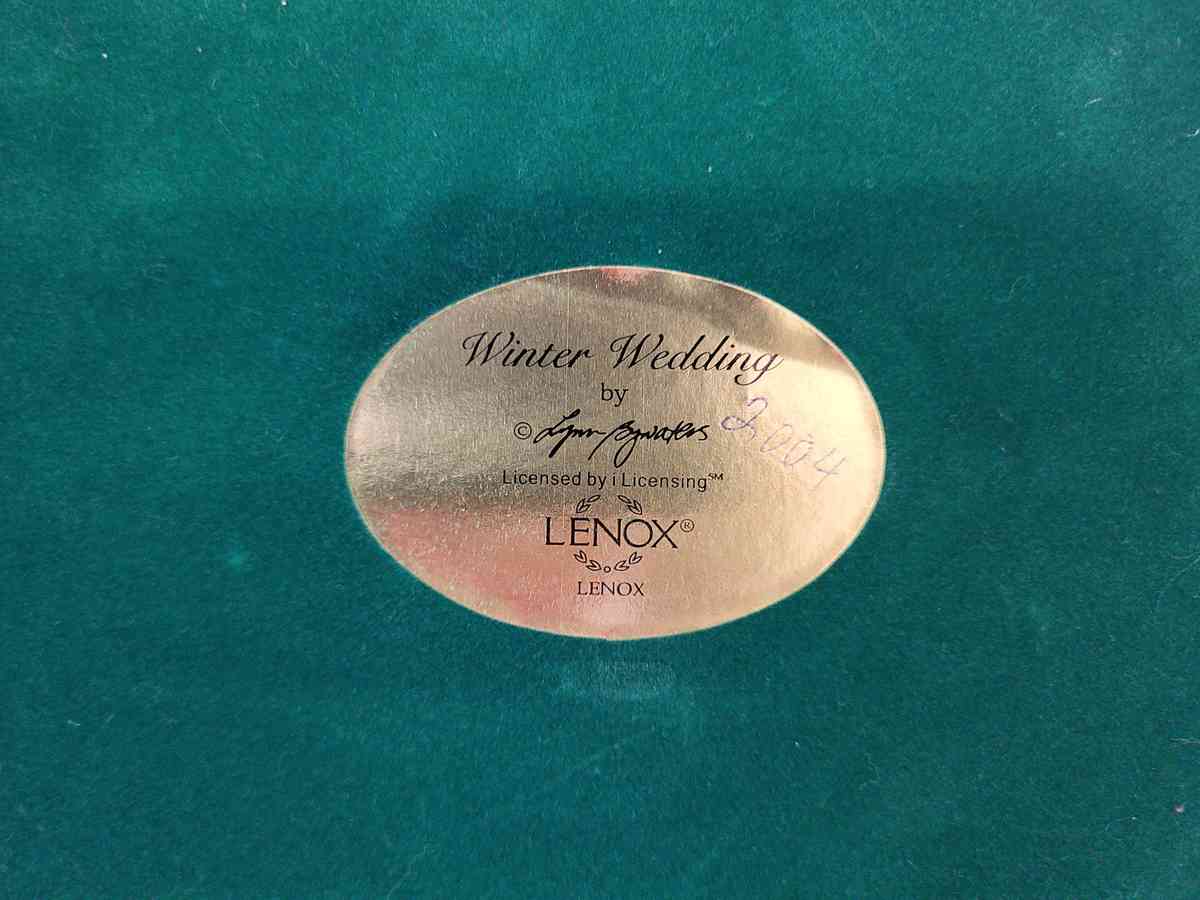 Winter Wedding
by
© Lynn Bywaters
2004
Licensed by i Licensing℠
LENOX®
LENOX